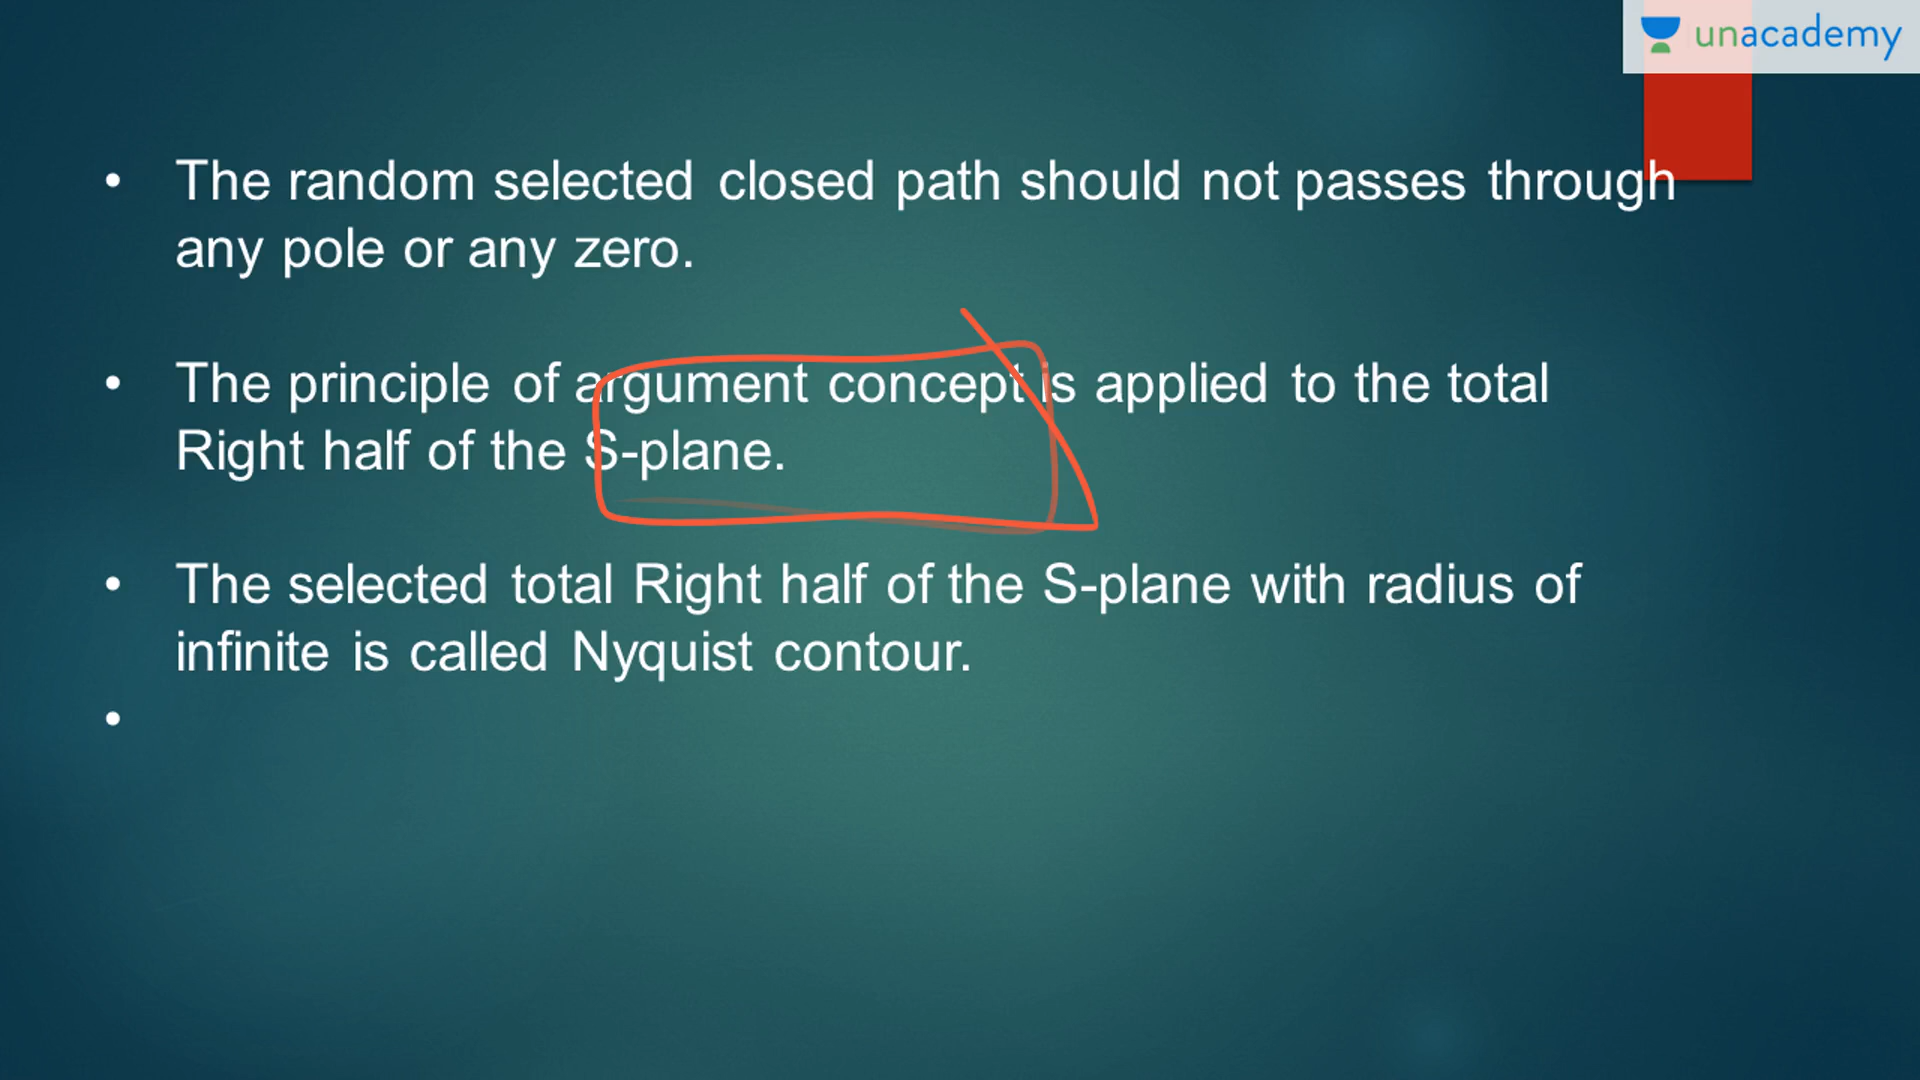 unacademy
• The random selected closed path should not passes through
any pole or any zero.
• The principle of argument concept is applied to the total
Right half of the S-plane.
• The selected total Right half of the S-plane with radius of
infinite is called Nyquist contour.
•